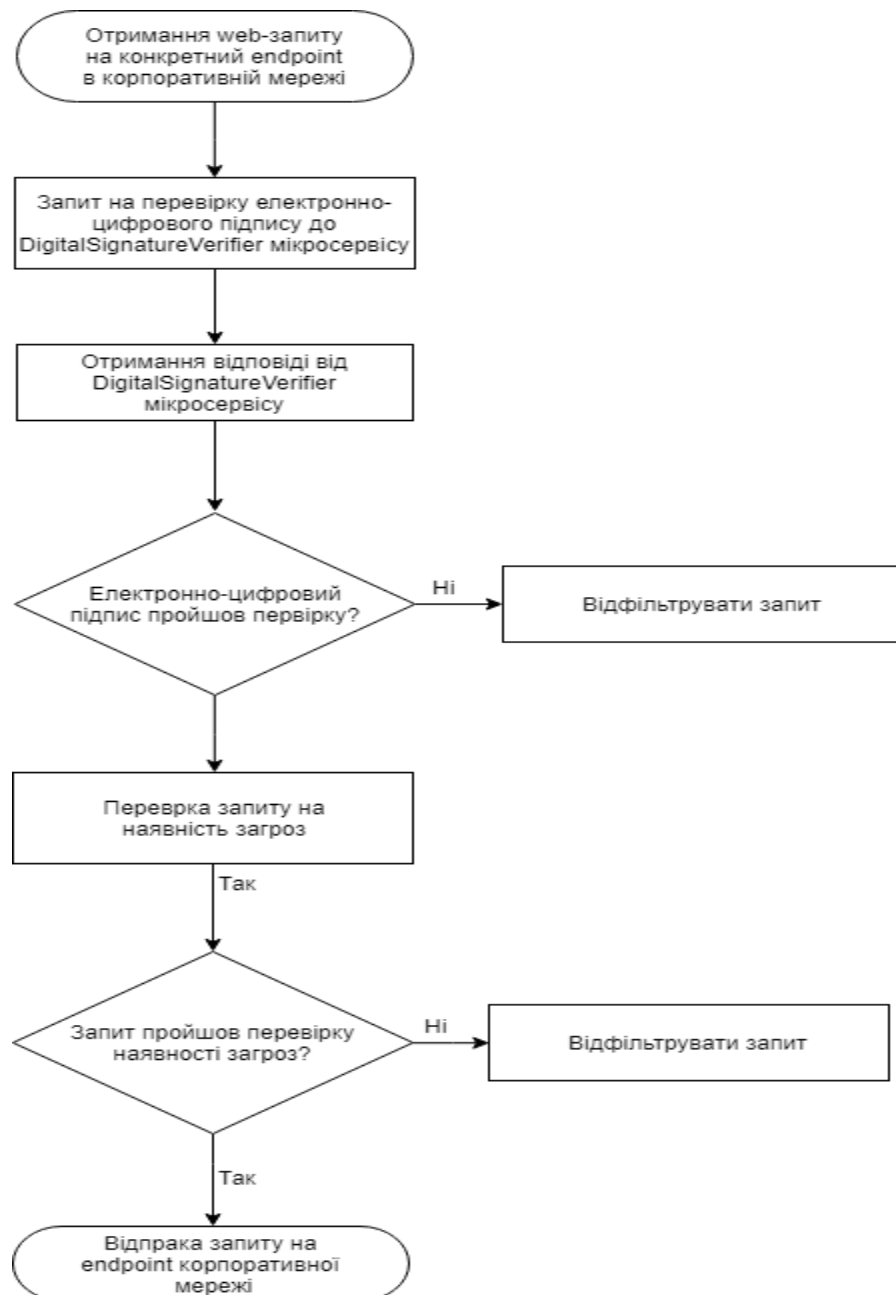 Отримання web-запиту
на конкретний endpoint
в корпоративній мережі
Запит на перевірку електронно-
цифрового підпису до
DigitalSignatureVerifier мікросервісу
Отримання відповіді від
DigitalSignatureVerifier
мікросервісу
Електронно-цифровий
підпис пройшов первірку?
Ні
Відфільтрувати запит
Переврка запиту на
наявність загроз
Так
Запит пройшов перевірку
наявності загроз?
Ні
Відфільтрувати запит
Так
Відпрака запиту на
endpoint корпоративної
мережі